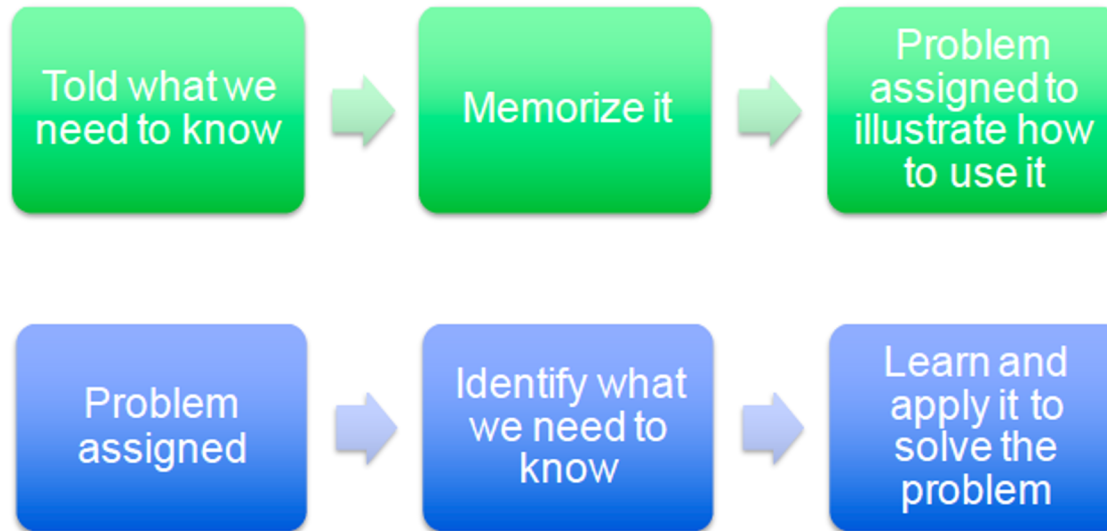 Told what we
need to know
Memorize it
Problem
assigned to
illustrate how
to use it
Problem
assigned
Identify what
we need to
know
Learn and
apply it to
solve the
problem